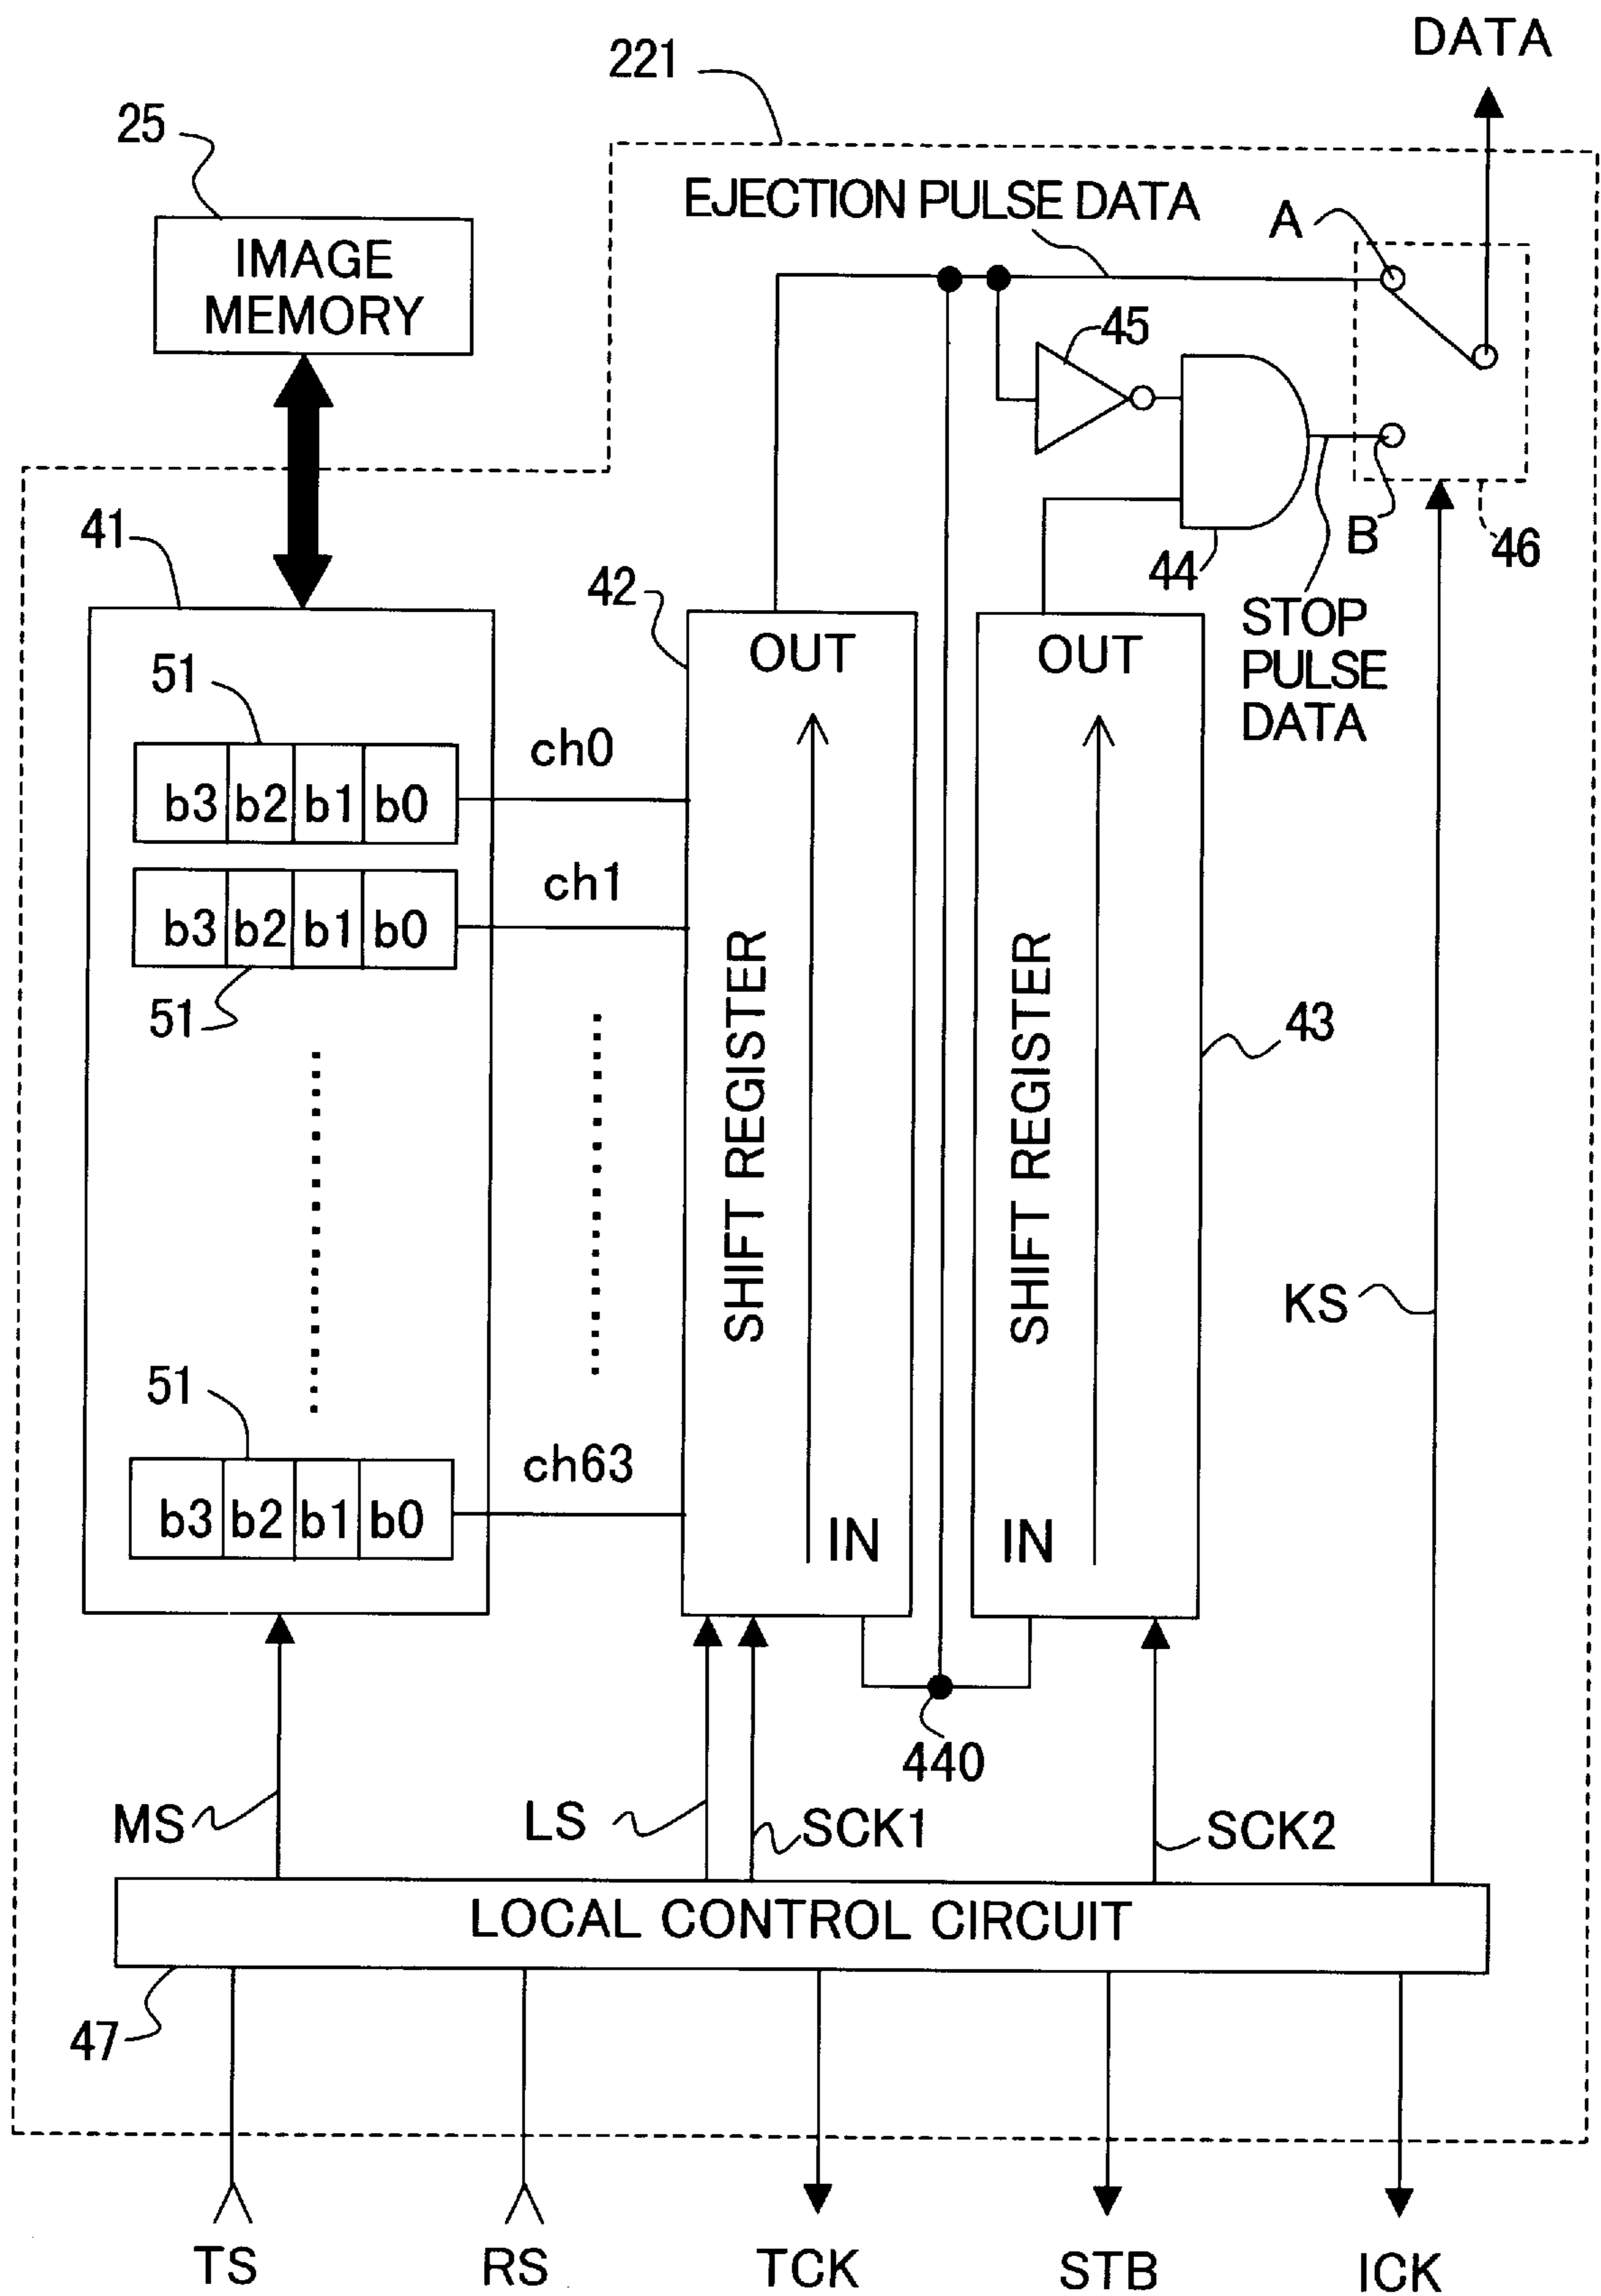 DATA
221
25
EJECTION PULSE DATA
A
IMAGE
MEMORY
45
41
42
44
B
46
STOP
PULSE
DATA
OUT
OUT
51
ch0
b3 b2 b1 b0
ch1
b3 b2 b1 b0
51
SHIFT REGISTER
SHIFT REGISTER
43
KS
51
ch63
b3 b2 b1 b0
IN
IN
440
MS
LS
SCK1
SCK2
LOCAL CONTROL CIRCUIT
47
TS
RS
TCK
STB
ICK